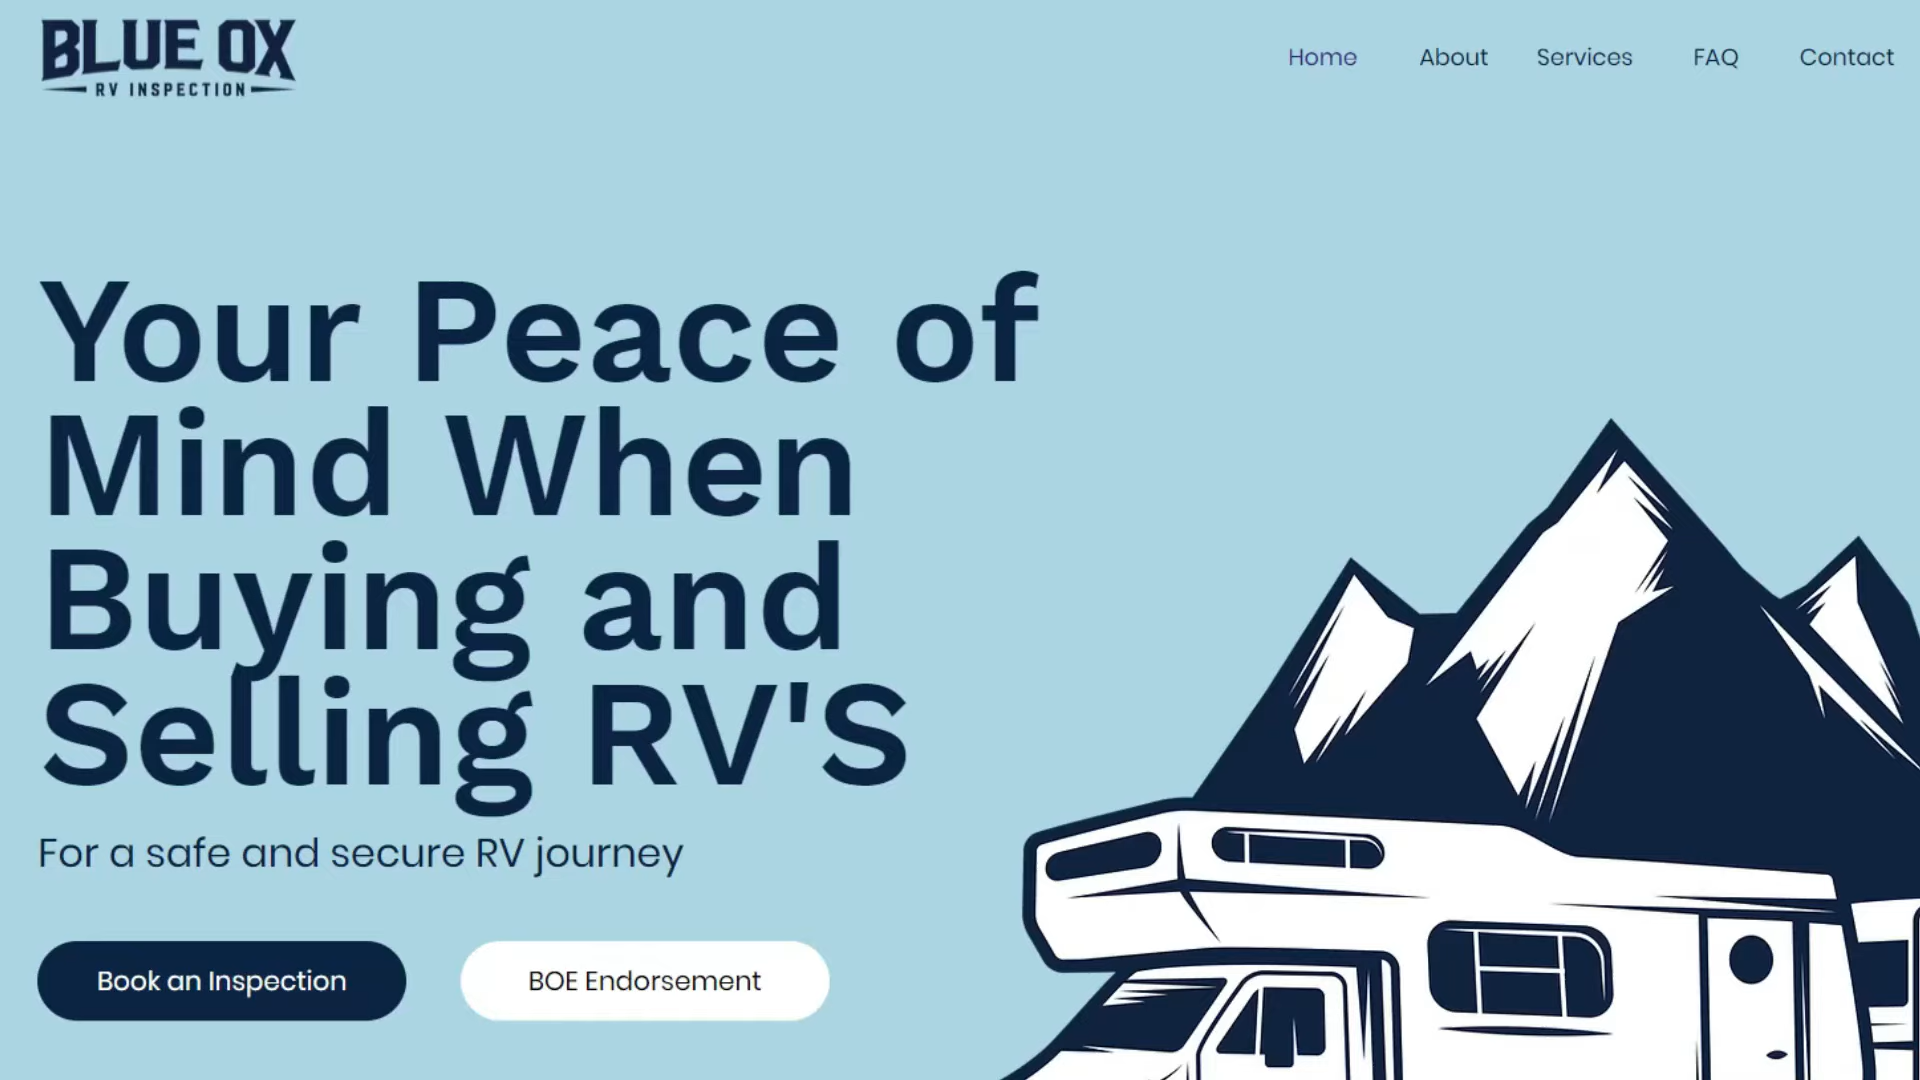 BLUE OX
RV INSPECTION
Home About Services FAQ Contact
Your Peace of
Mind When
Buying and
Selling RV'S
For a safe and secure RV journey
Book an Inspection BOE Endorsement